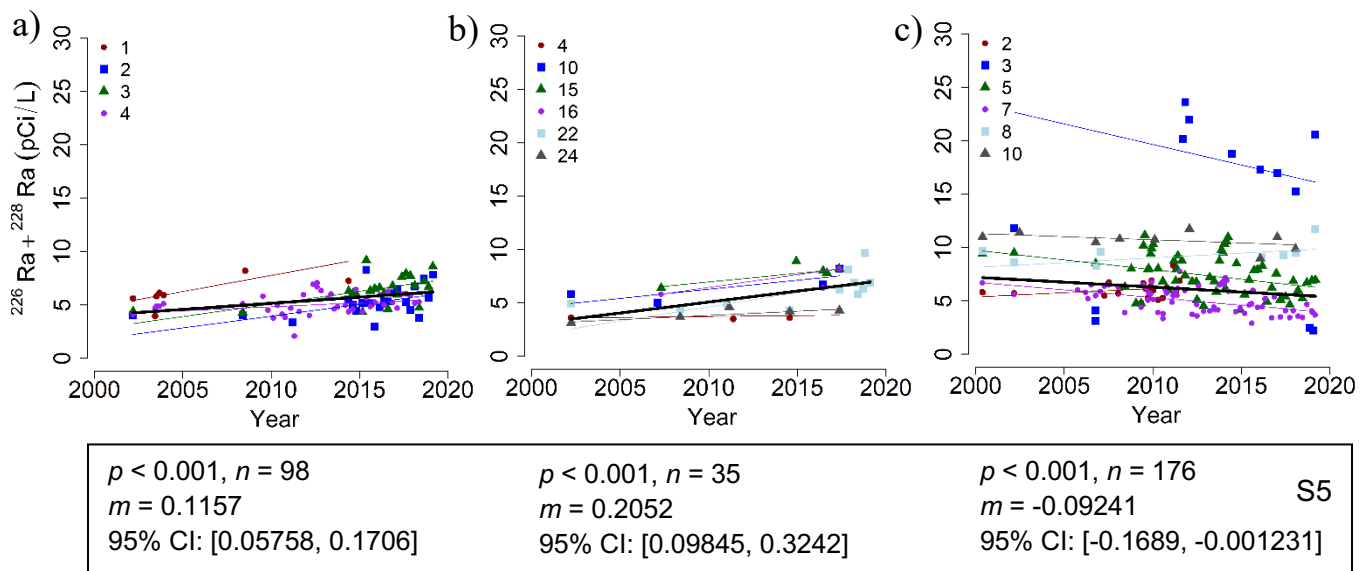 a)
30
25
20
15
10
5
0
²²⁶ Ra + ²²⁸ Ra (pCi/L)
1
2
3
4
2000 2005 2010 2015 2020
Year
b)
30
25
20
15
10
5
0
4
10
15
16
22
24
2000 2005 2010 2015 2020
Year
c)
30
25
20
15
10
5
0
2
3
5
7
8
10
2000 2005 2010 2015 2020
Year
p < 0.001, n = 98
m = 0.1157
95% CI: [0.05758, 0.1706]
p < 0.001, n = 35
m = 0.2052
95% CI: [0.09845, 0.3242]
p < 0.001, n = 176
m = -0.09241
95% CI: [-0.1689, -0.001231]
S5